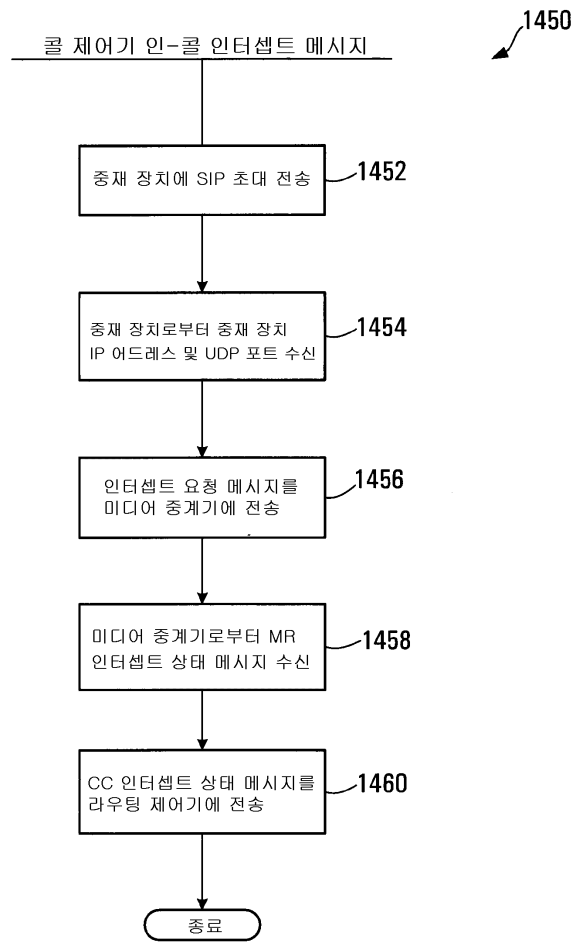 1450
콜 제어기 인-콜 인터셉트 메시지
중재 장치에 SIP 초대 전송
1452
중재 장치로부터 중재 장치
IP 어드레스 및 UDP 포트 수신
1454
인터셉트 요청 메시지를
미디어 중계기에 전송
1456
미디어 중계기로부터 MR
인터셉트 상태 메시지 수신
1458
CC 인터셉트 상태 메시지를
라우팅 제어기에 전송
1460
종료